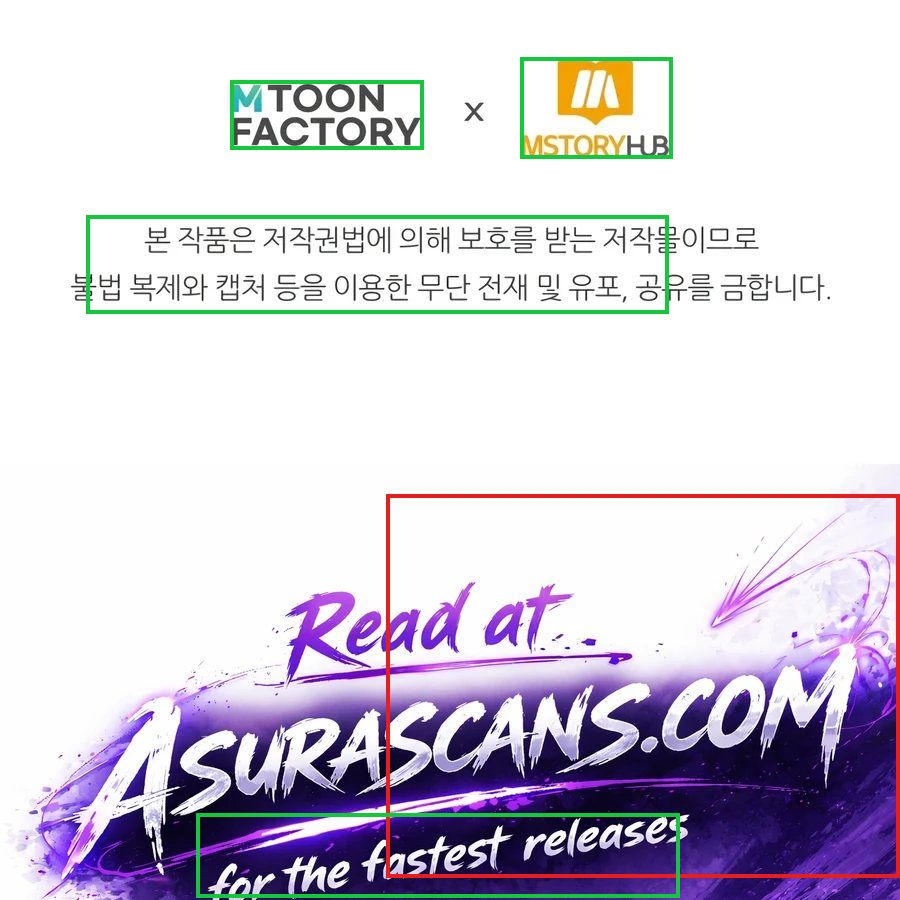 MTOON
FACTORY
x
MSTORYHUB
본 작품은 저작권법에 의해 보호를 받는 저작물이므로
불법 복제와 캡처 등을 이용한 무단 전재 및 유포, 공유를 금합니다.
Read at...
ASURASCANS.COM
for the fastest releases